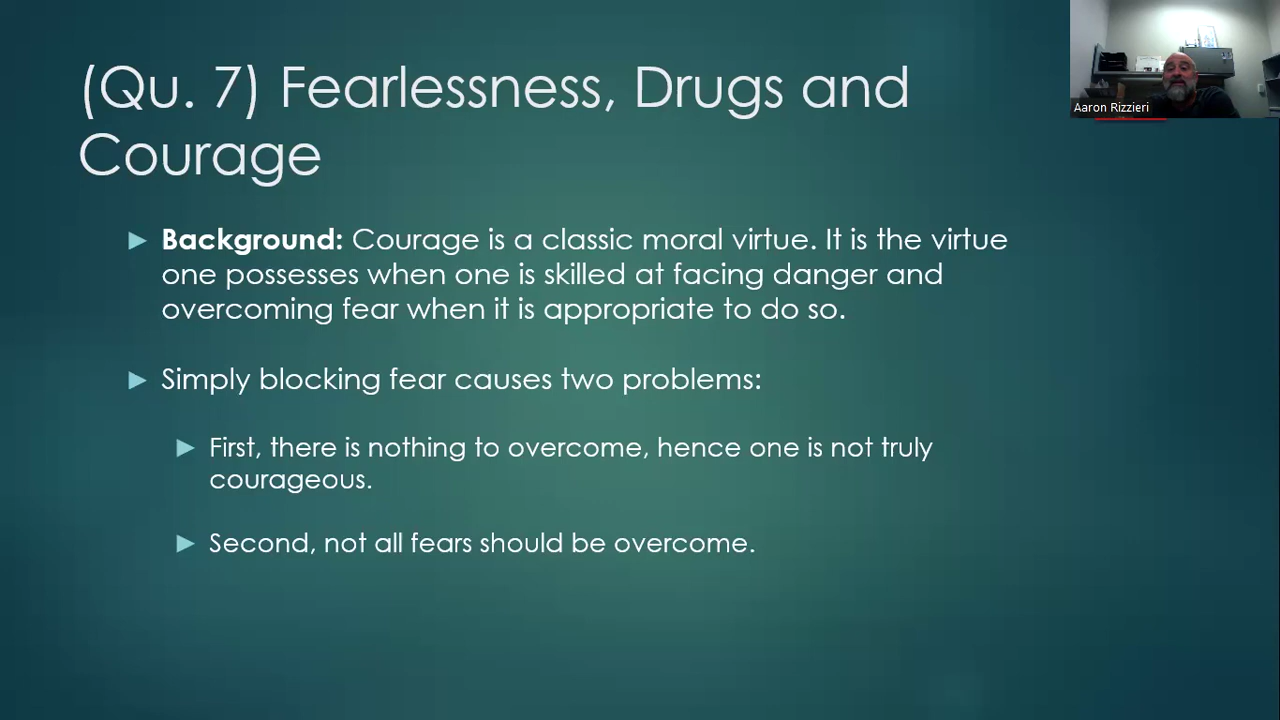 (Qu. 7) Fearlessness, Drugs and
Courage
Aaron Rizzieri
Background: Courage is a classic moral virtue. It is the virtue
one possesses when one is skilled at facing danger and
overcoming fear when it is appropriate to do so.
Simply blocking fear causes two problems:
First, there is nothing to overcome, hence one is not truly
courageous.
Second, not all fears should be overcome.